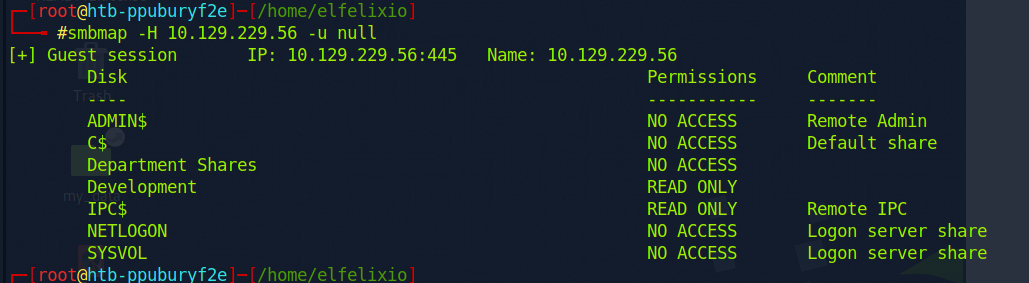 ┌─[root@htb-ppuburyf2e]─[/home/elfelixio]
└──╼ #smbmap -H 10.129.229.56 -u null
[+] Guest session IP: 10.129.229.56:445 Name: 10.129.229.56
Disk Permissions Comment
---- ----------- -------
ADMIN$ NO ACCESS Remote Admin
C$ NO ACCESS Default share
Department Shares NO ACCESS
Development READ ONLY
IPC$ READ ONLY Remote IPC
NETLOGON NO ACCESS Logon server share
SYSVOL NO ACCESS Logon server share
┌─[root@htb-ppuburyf2e]─[/home/elfelixio]
Trash